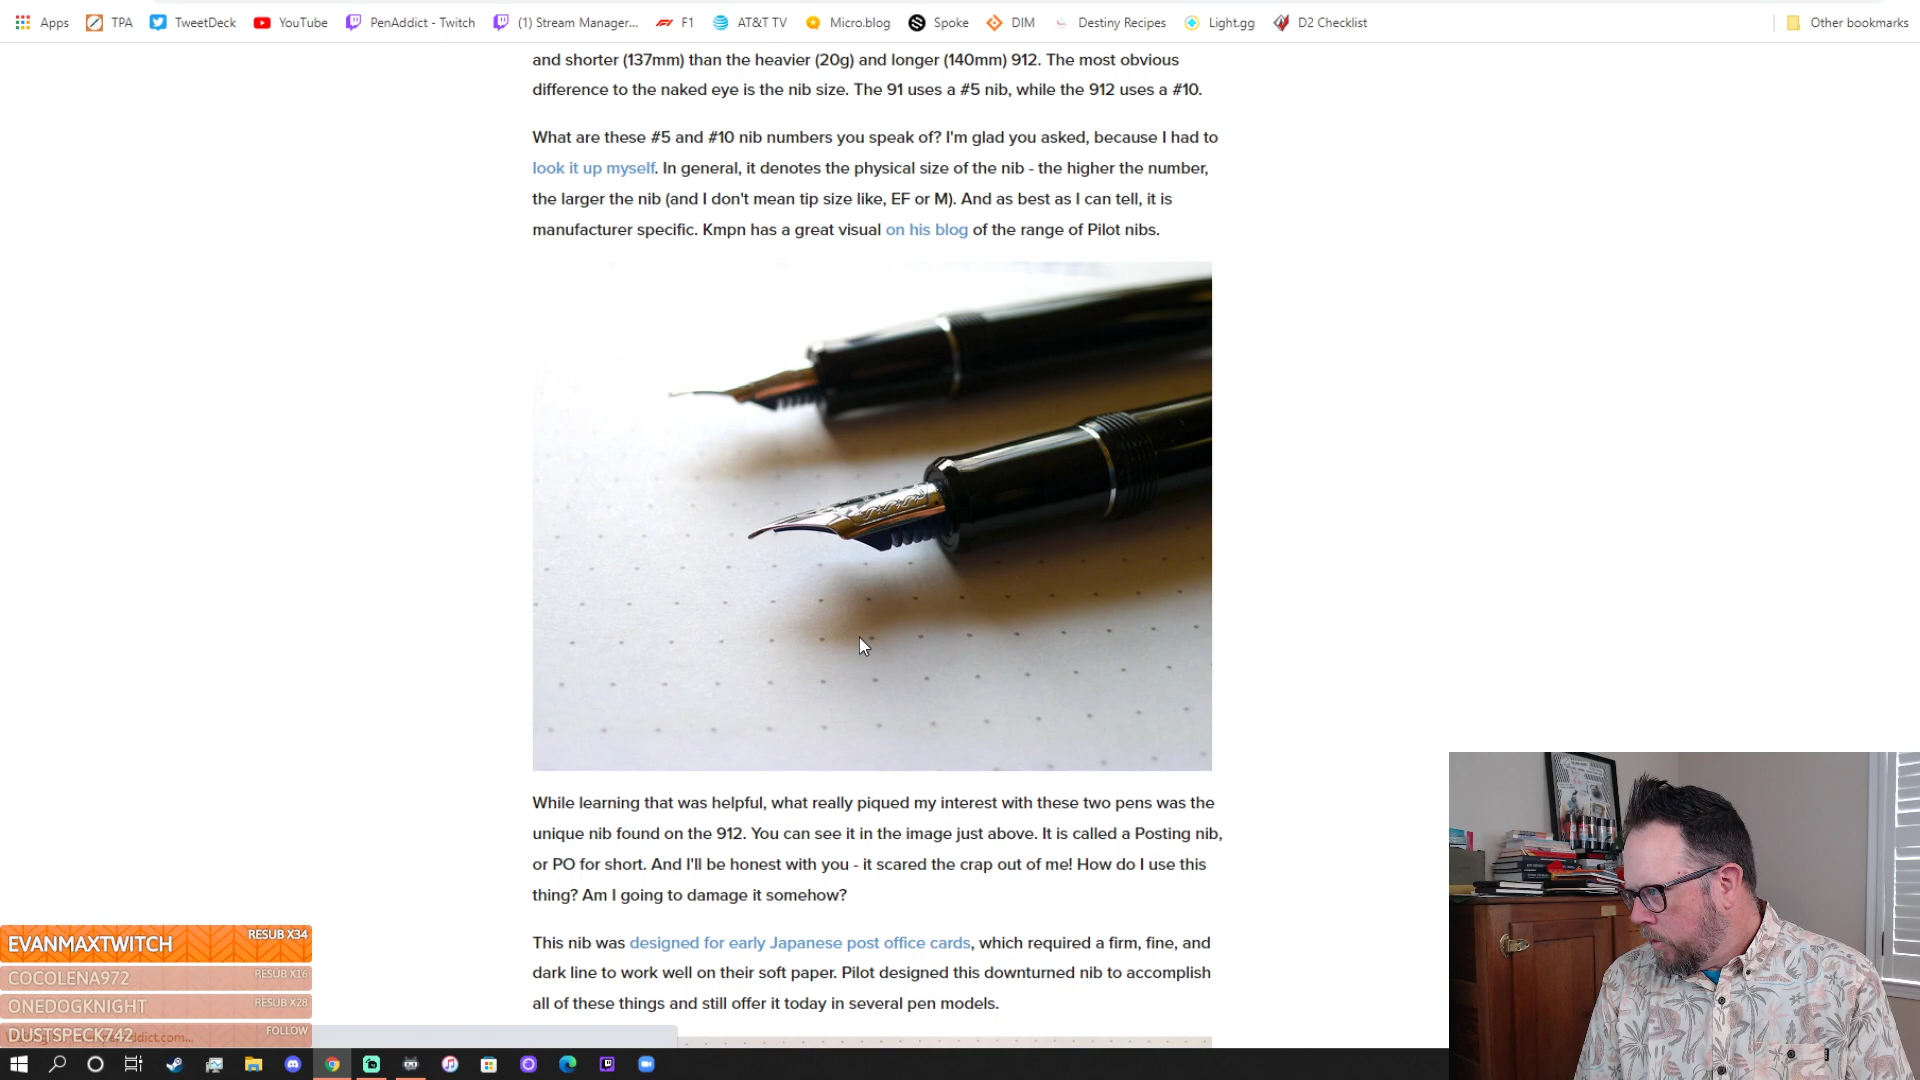 Apps TPA TweetDeck YouTube PenAddict - Twitch (1) Stream Manager... F1 AT&T TV Micro.blog Spoke DIM Destiny Recipes Light.gg D2 Checklist Other bookmarks
and shorter (137mm) than the heavier (20g) and longer (140mm) 912. The most obvious
difference to the naked eye is the nib size. The 91 uses a #5 nib, while the 912 uses a #10.
What are these #5 and #10 nib numbers you speak of? I'm glad you asked, because I had to
look it up myself. In general, it denotes the physical size of the nib - the higher the number,
the larger the nib (and I don't mean tip size like, EF or M). And as best as I can tell, it is
manufacturer specific. Kmpn has a great visual on his blog of the range of Pilot nibs.
While learning that was helpful, what really piqued my interest with these two pens was the
unique nib found on the 912. You can see it in the image just above. It is called a Posting nib,
or PO for short. And I'll be honest with you - it scared the crap out of me! How do I use this
thing? Am I going to damage it somehow?
This nib was designed for early Japanese post office cards, which required a firm, fine, and
dark line to work well on their soft paper. Pilot designed this downturned nib to accomplish
all of these things and still offer it today in several pen models.
EVANMAXTWITCH RESUB X34
COCOLENA972 RESUB X16
ONEDOGKNIGHT RESUB X28
DUSTSPECK742 FOLLOW